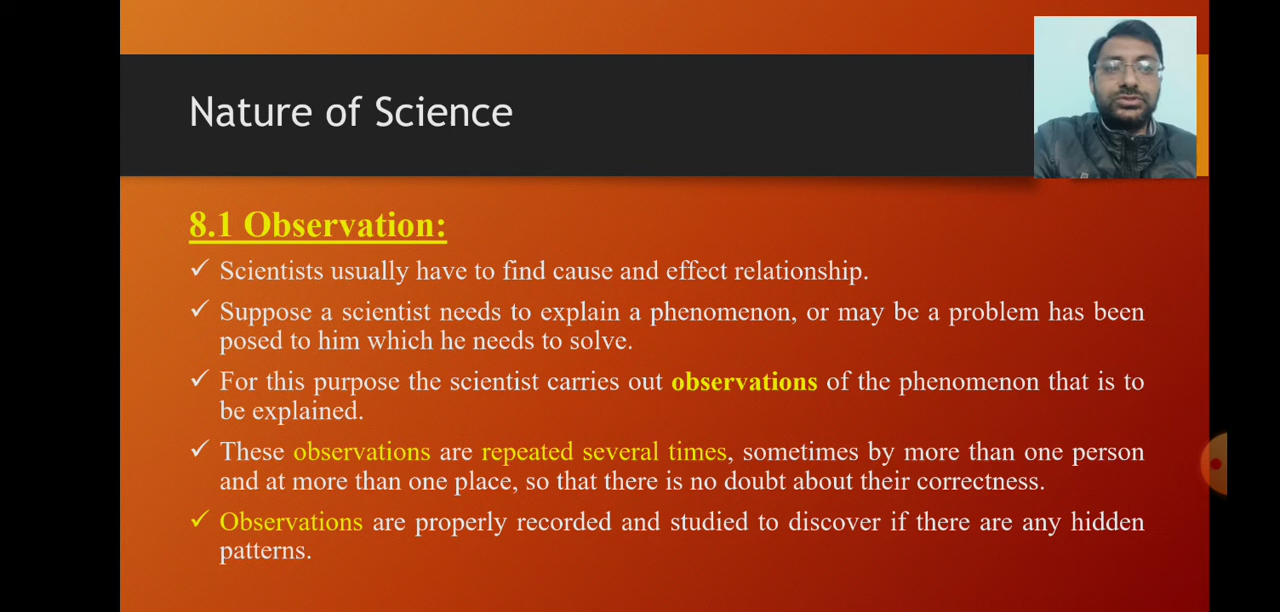 Nature of Science
8.1 Observation:
✓ Scientists usually have to find cause and effect relationship.
✓ Suppose a scientist needs to explain a phenomenon, or may be a problem has been
posed to him which he needs to solve.
✓ For this purpose the scientist carries out observations of the phenomenon that is to
be explained.
✓ These observations are repeated several times, sometimes by more than one person
and at more than one place, so that there is no doubt about their correctness.
✓ Observations are properly recorded and studied to discover if there are any hidden
patterns.